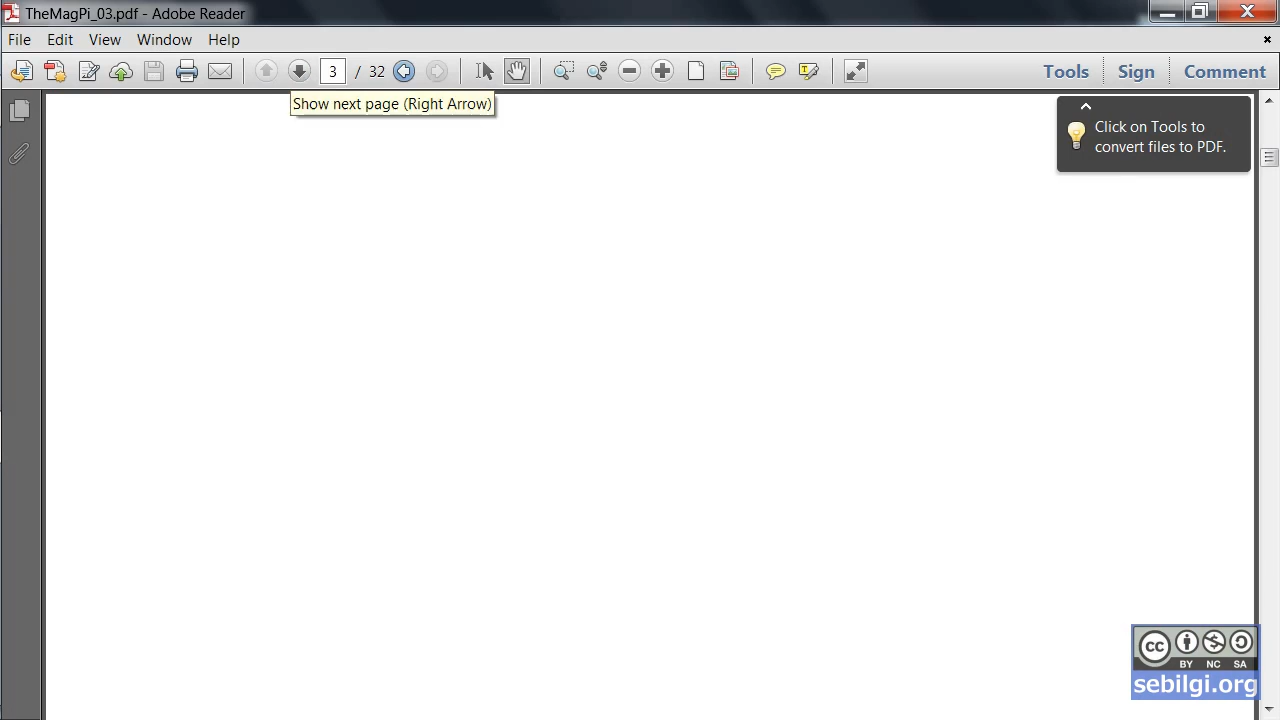 TheMagPi_03.pdf - Adobe Reader
File Edit View Window Help
3 / 32
Tools Sign Comment
Show next page (Right Arrow)
Click on Tools to
convert files to PDF.
cc
BY NC SA
sebilgi.org